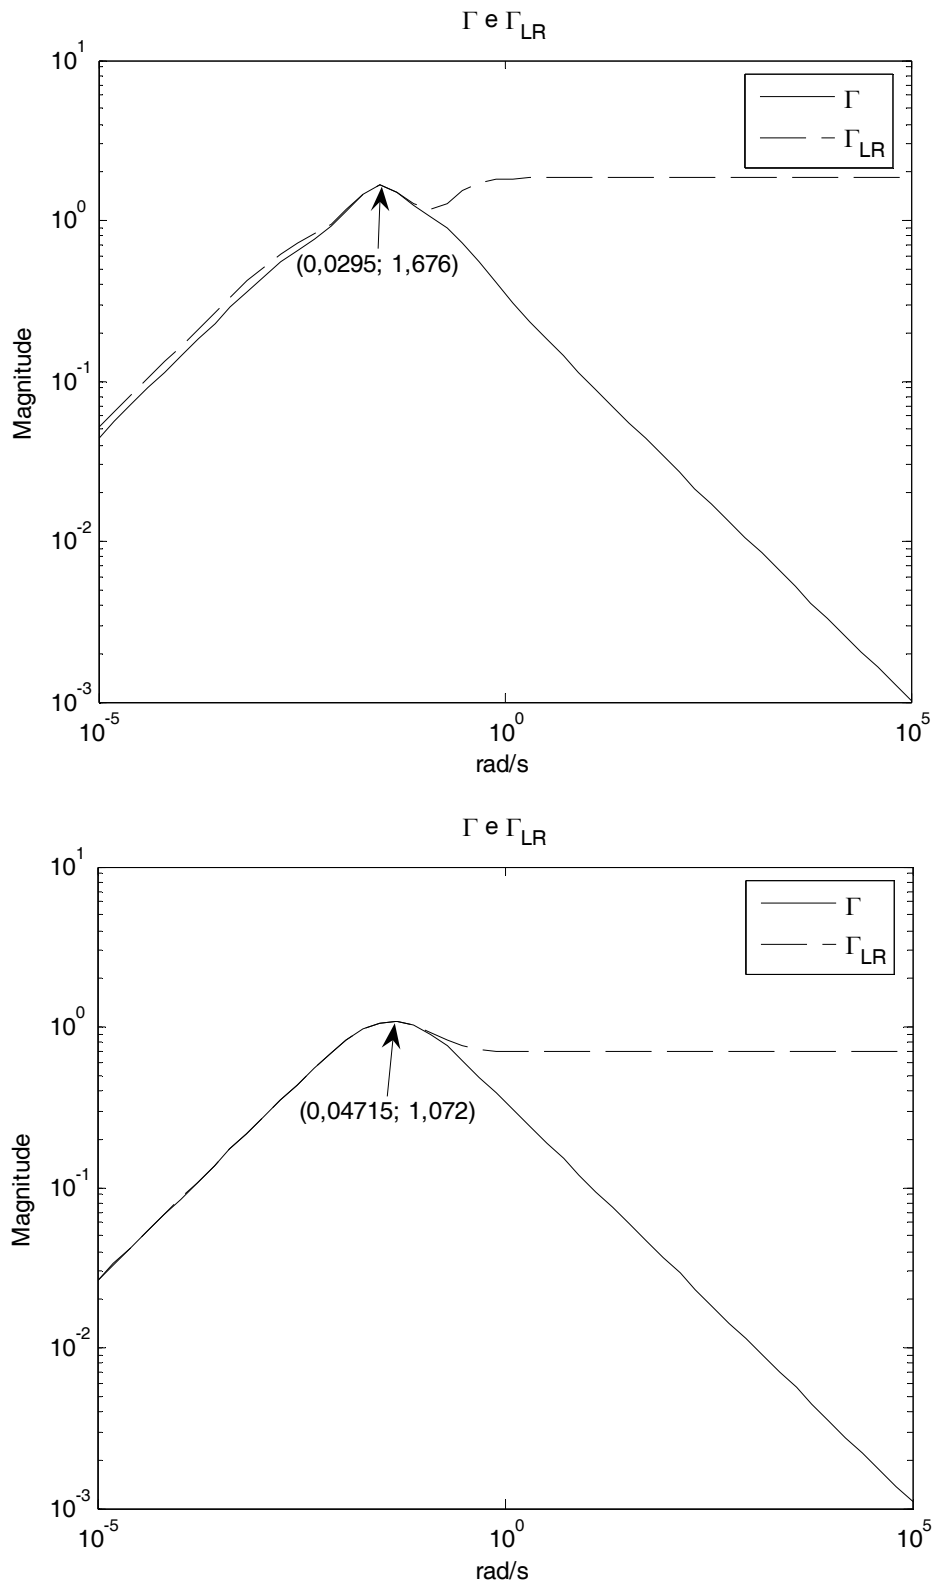 Γ e Γ_LR
10^1
Γ
Γ_LR
10^0
(0,0295; 1,676)
Magnitude
10^-1
10^-2
10^-3
10^-5
10^0
10^5
rad/s
Γ e Γ_LR
10^1
Γ
Γ_LR
10^0
(0,04715; 1,072)
Magnitude
10^-1
10^-2
10^-3
10^-5
10^0
10^5
rad/s